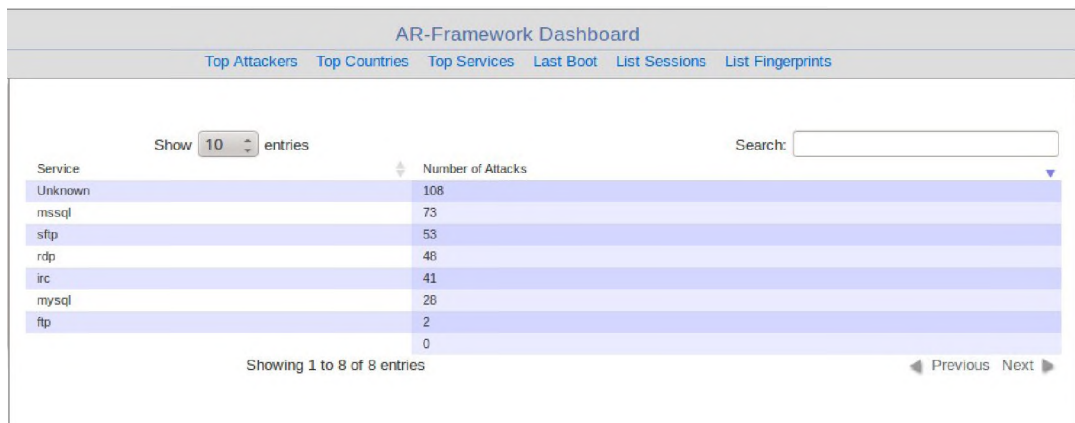 AR-Framework Dashboard
Top Attackers Top Countries Top Services Last Boot List Sessions List Fingerprints
Show 10 entries Search:
Service Number of Attacks
Unknown 108
mssql 73
sftp 53
rdp 48
irc 41
mysql 28
ftp 2
0
Showing 1 to 8 of 8 entries Previous Next